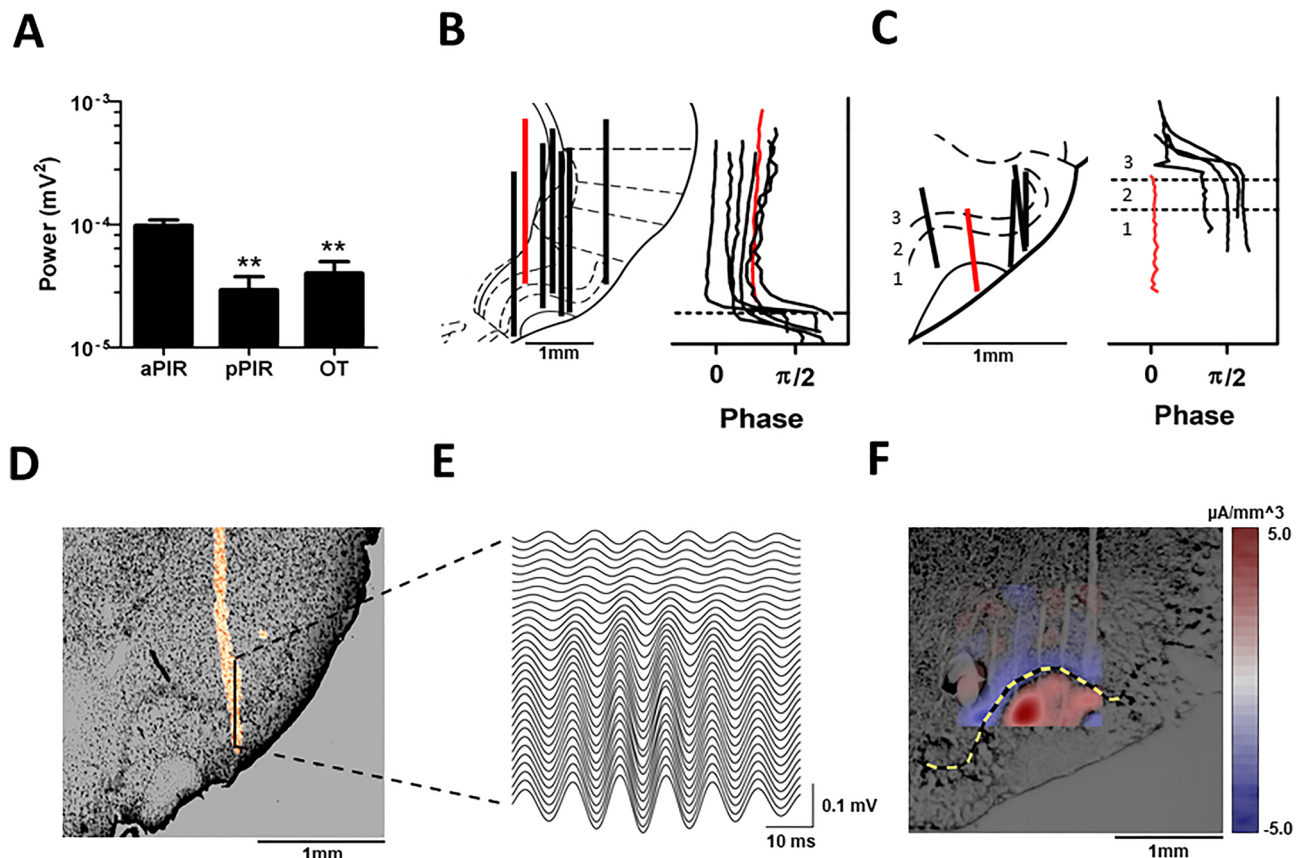 A
Power (mV²)
10⁻³
10⁻⁴
10⁻⁵
** **
aPIR pPIR OT
B
1mm
0 π/2
Phase
C
3
2
1
1mm
3
2
1
0 π/2
Phase
D
1mm
E
0.1 mV
10 ms
F
µA/mm^3
5.0
-5.0
1mm